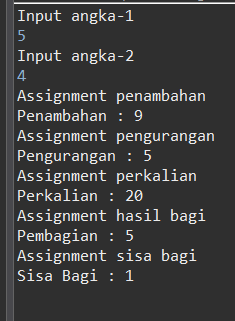 Input angka-1
5
Input angka-2
4
Assignment penambahan
Penambahan : 9
Assignment pengurangan
Pengurangan : 5
Assignment perkalian
Perkalian : 20
Assignment hasil bagi
Pembagian : 5
Assignment sisa bagi
Sisa Bagi : 1